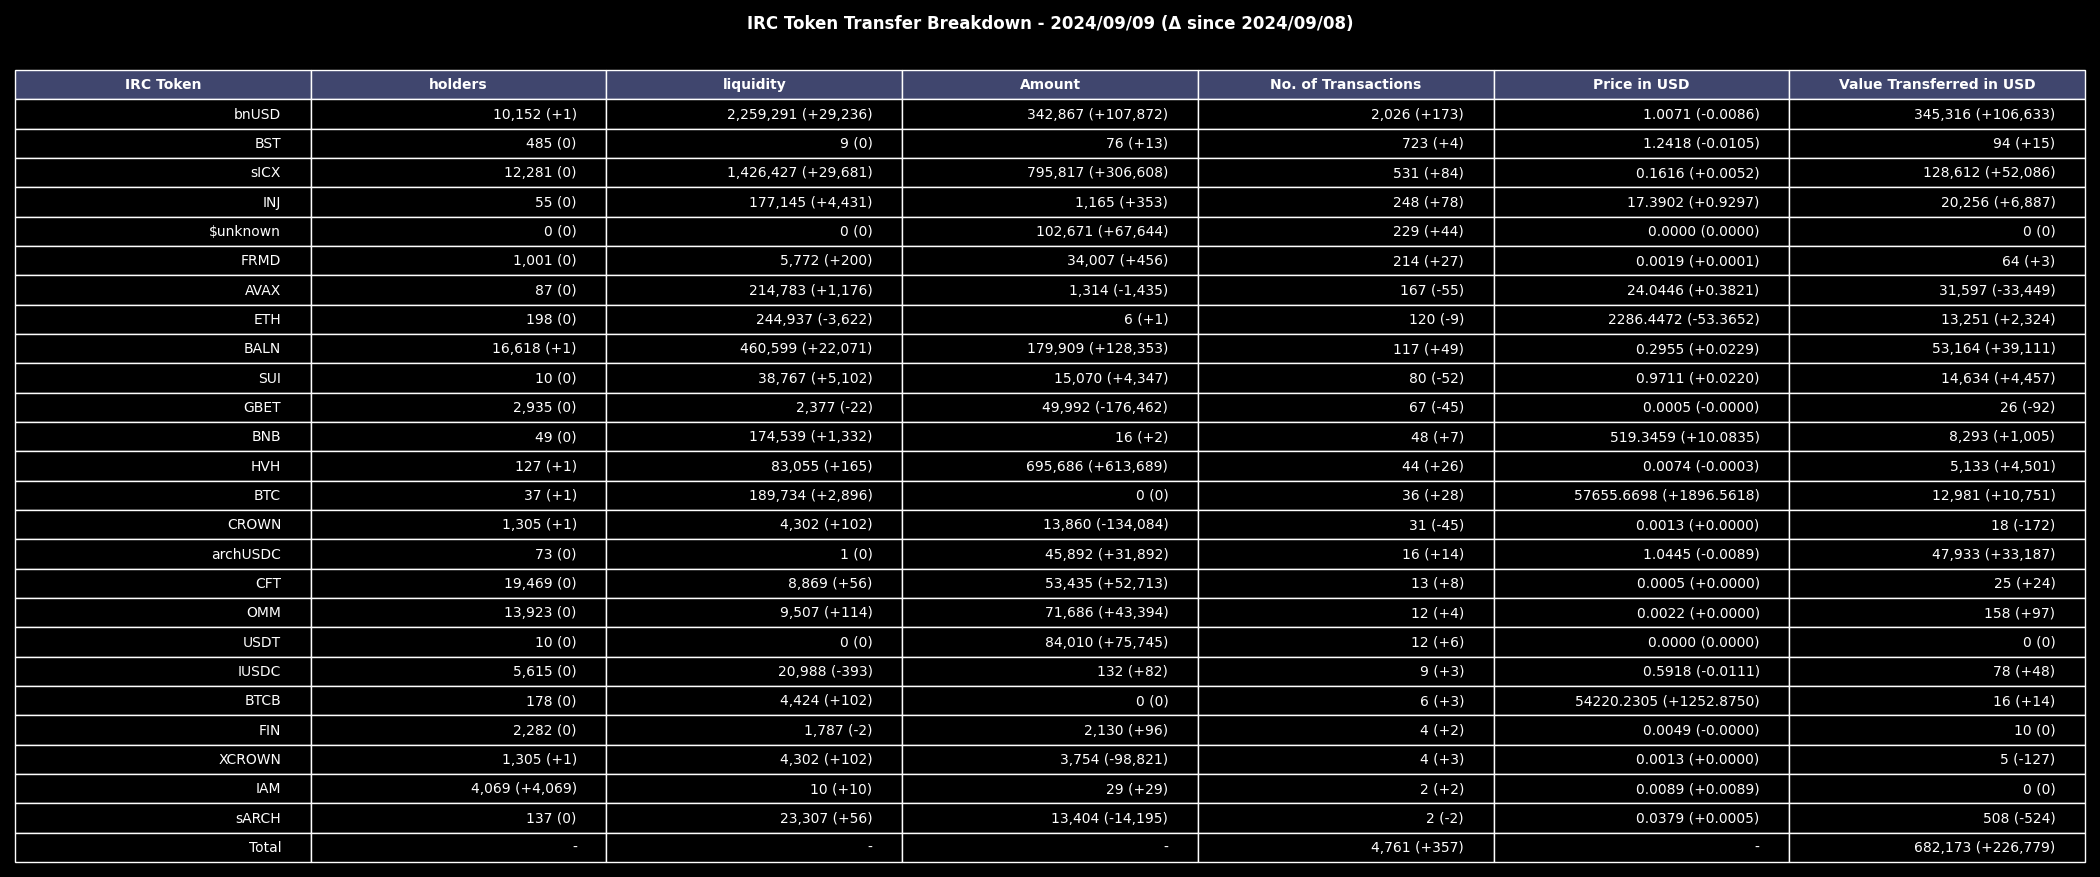 IRC Token Transfer Breakdown - 2024/09/09 (Δ since 2024/09/08)
IRC Token holders liquidity Amount No. of Transactions Price in USD Value Transferred in USD
bnUSD 10,152 (+1) 2,259,291 (+29,236) 342,867 (+107,872) 2,026 (+173) 1.0071 (-0.0086) 345,316 (+106,633)
BST 485 (0) 9 (0) 76 (+13) 723 (+4) 1.2418 (-0.0105) 94 (+15)
sICX 12,281 (0) 1,426,427 (+29,681) 795,817 (+306,608) 531 (+84) 0.1616 (+0.0052) 128,612 (+52,086)
INJ 55 (0) 177,145 (+4,431) 1,165 (+353) 248 (+78) 17.3902 (+0.9297) 20,256 (+6,887)
$unknown 0 (0) 0 (0) 102,671 (+67,644) 229 (+44) 0.0000 (0.0000) 0 (0)
FRMD 1,001 (0) 5,772 (+200) 34,007 (+456) 214 (+27) 0.0019 (+0.0001) 64 (+3)
AVAX 87 (0) 214,783 (+1,176) 1,314 (-1,435) 167 (-55) 24.0446 (+0.3821) 31,597 (-33,449)
ETH 198 (0) 244,937 (-3,622) 6 (+1) 120 (-9) 2286.4472 (-53.3652) 13,251 (+2,324)
BALN 16,618 (+1) 460,599 (+22,071) 179,909 (+128,353) 117 (+49) 0.2955 (+0.0229) 53,164 (+39,111)
SUI 10 (0) 38,767 (+5,102) 15,070 (+4,347) 80 (-52) 0.9711 (+0.0220) 14,634 (+4,457)
GBET 2,935 (0) 2,377 (-22) 49,992 (-176,462) 67 (-45) 0.0005 (-0.0000) 26 (-92)
BNB 49 (0) 174,539 (+1,332) 16 (+2) 48 (+7) 519.3459 (+10.0835) 8,293 (+1,005)
HVH 127 (+1) 83,055 (+165) 695,686 (+613,689) 44 (+26) 0.0074 (-0.0003) 5,133 (+4,501)
BTC 37 (+1) 189,734 (+2,896) 0 (0) 36 (+28) 57655.6698 (+1896.5618) 12,981 (+10,751)
CROWN 1,305 (+1) 4,302 (+102) 13,860 (-134,084) 31 (-45) 0.0013 (+0.0000) 18 (-172)
archUSDC 73 (0) 1 (0) 45,892 (+31,892) 16 (+14) 1.0445 (-0.0089) 47,933 (+33,187)
CFT 19,469 (0) 8,869 (+56) 53,435 (+52,713) 13 (+8) 0.0005 (+0.0000) 25 (+24)
OMM 13,923 (0) 9,507 (+114) 71,686 (+43,394) 12 (+4) 0.0022 (+0.0000) 158 (+97)
USDT 10 (0) 0 (0) 84,010 (+75,745) 12 (+6) 0.0000 (0.0000) 0 (0)
IUSDC 5,615 (0) 20,988 (-393) 132 (+82) 9 (+3) 0.5918 (-0.0111) 78 (+48)
BTCB 178 (0) 4,424 (+102) 0 (0) 6 (+3) 54220.2305 (+1252.8750) 16 (+14)
FIN 2,282 (0) 1,787 (-2) 2,130 (+96) 4 (+2) 0.0049 (-0.0000) 10 (0)
XCROWN 1,305 (+1) 4,302 (+102) 3,754 (-98,821) 4 (+3) 0.0013 (+0.0000) 5 (-127)
IAM 4,069 (+4,069) 10 (+10) 29 (+29) 2 (+2) 0.0089 (+0.0089) 0 (0)
sARCH 137 (0) 23,307 (+56) 13,404 (-14,195) 2 (-2) 0.0379 (+0.0005) 508 (-524)
Total - - - 4,761 (+357) - 682,173 (+226,779)